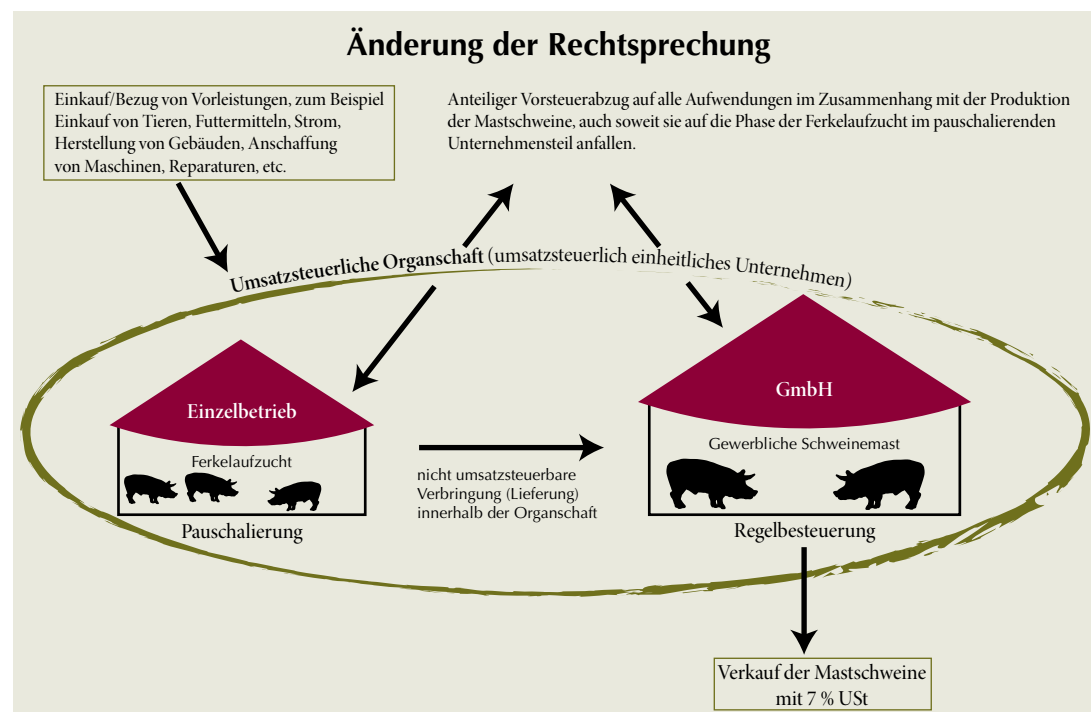 Änderung der Rechtsprechung
Einkauf/Bezug von Vorleistungen, zum Beispiel
Einkauf von Tieren, Futtermitteln, Strom,
Herstellung von Gebäuden, Anschaffung
von Maschinen, Reparaturen, etc.
Anteiliger Vorsteuerabzug auf alle Aufwendungen im Zusammenhang mit der Produktion
der Mastschweine, auch soweit sie auf die Phase der Ferkelaufzucht im pauschalierenden
Unternehmensteil anfallen.
Umsatzsteuerliche Organschaft (umsatzsteuerlich einheitliches Unternehmen)
Einzelbetrieb
Ferkelaufzucht
Pauschalierung
nicht umsatzsteuerbare
Verbringung (Lieferung)
innerhalb der Organschaft
GmbH
Gewerbliche Schweinemast
Regelbesteuerung
Verkauf der Mastschweine
mit 7 % USt